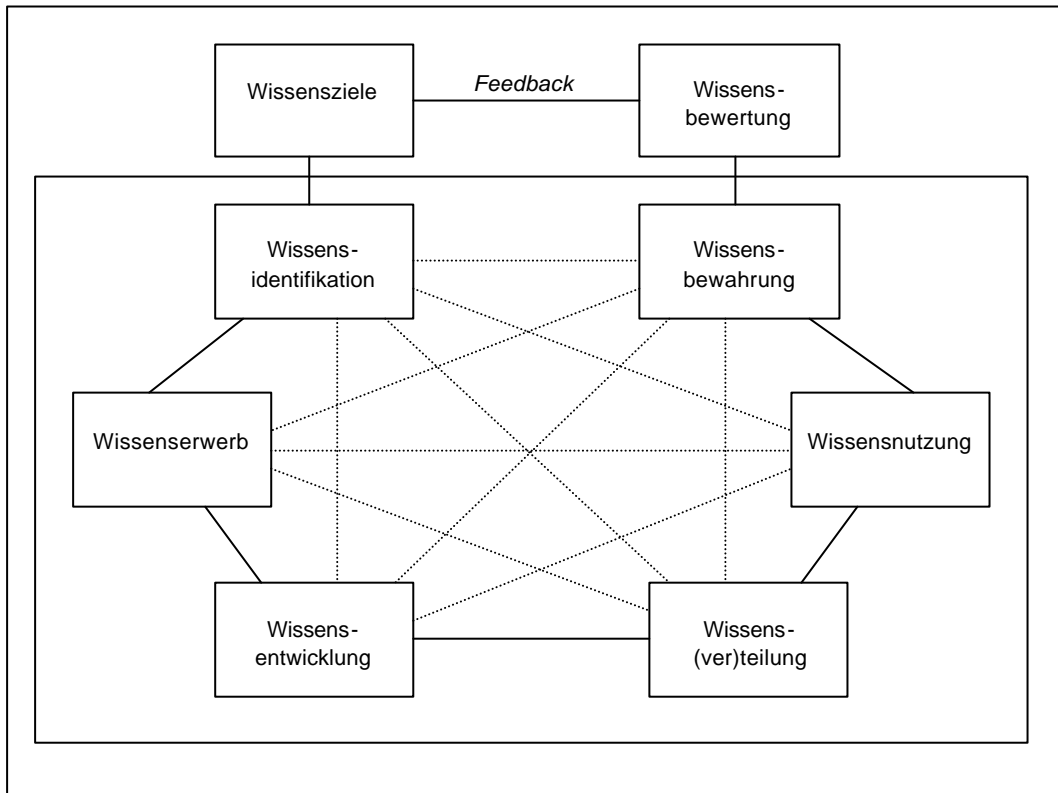 Wissensziele
Feedback
Wissens-
bewertung
Wissens-
identifikation
Wissens-
bewahrung
Wissenserwerb
Wissensnutzung
Wissens-
entwicklung
Wissens-
(ver)teilung